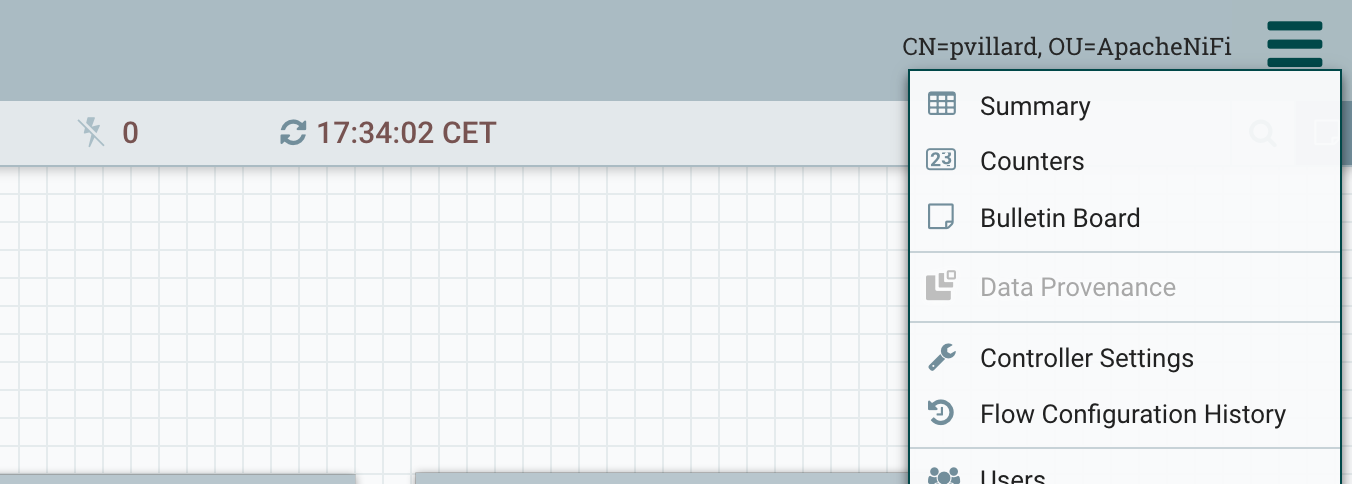 CN=pvillard, OU=ApacheNiFi
0
17:34:02 CET
Summary
23
Counters
Bulletin Board
Data Provenance
Controller Settings
Flow Configuration History
Users